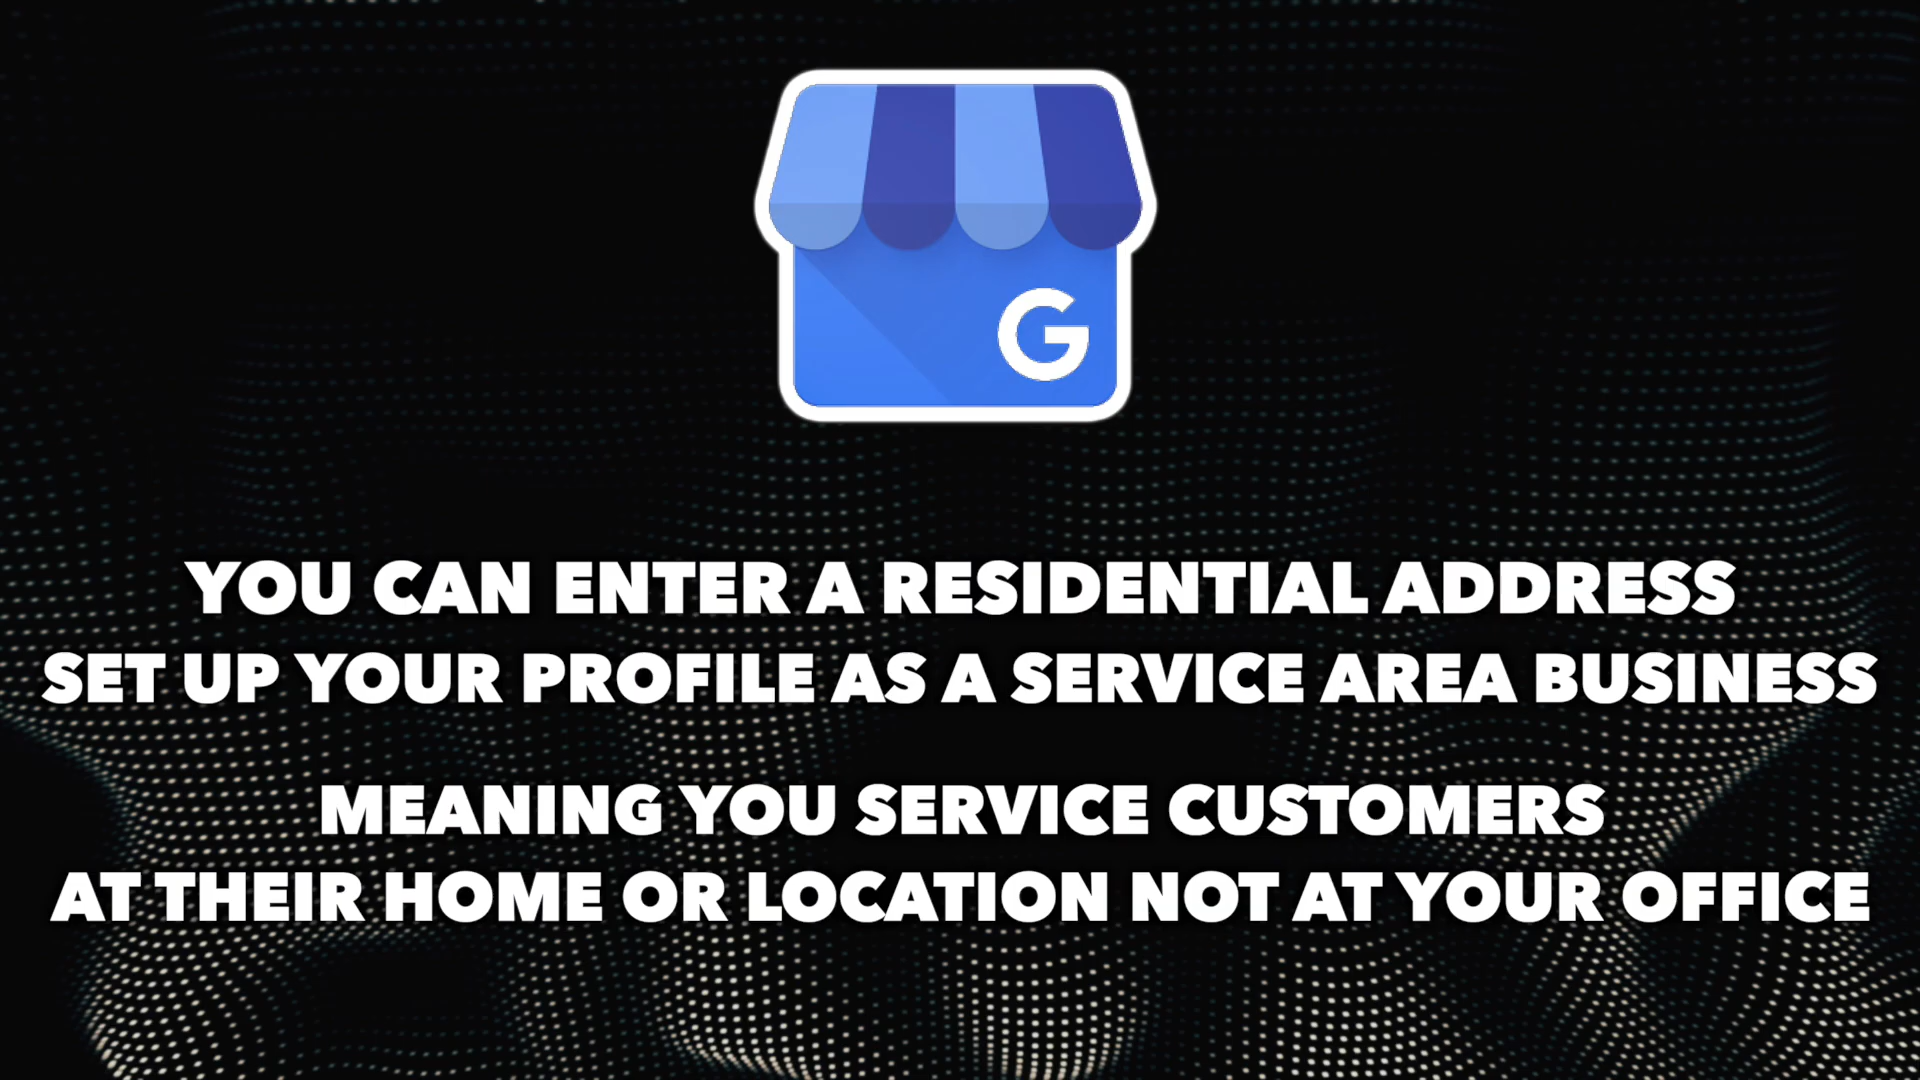 G
YOU CAN ENTER A RESIDENTIAL ADDRESS
SET UP YOUR PROFILE AS A SERVICE AREA BUSINESS
MEANING YOU SERVICE CUSTOMERS
AT THEIR HOME OR LOCATION NOT AT YOUR OFFICE